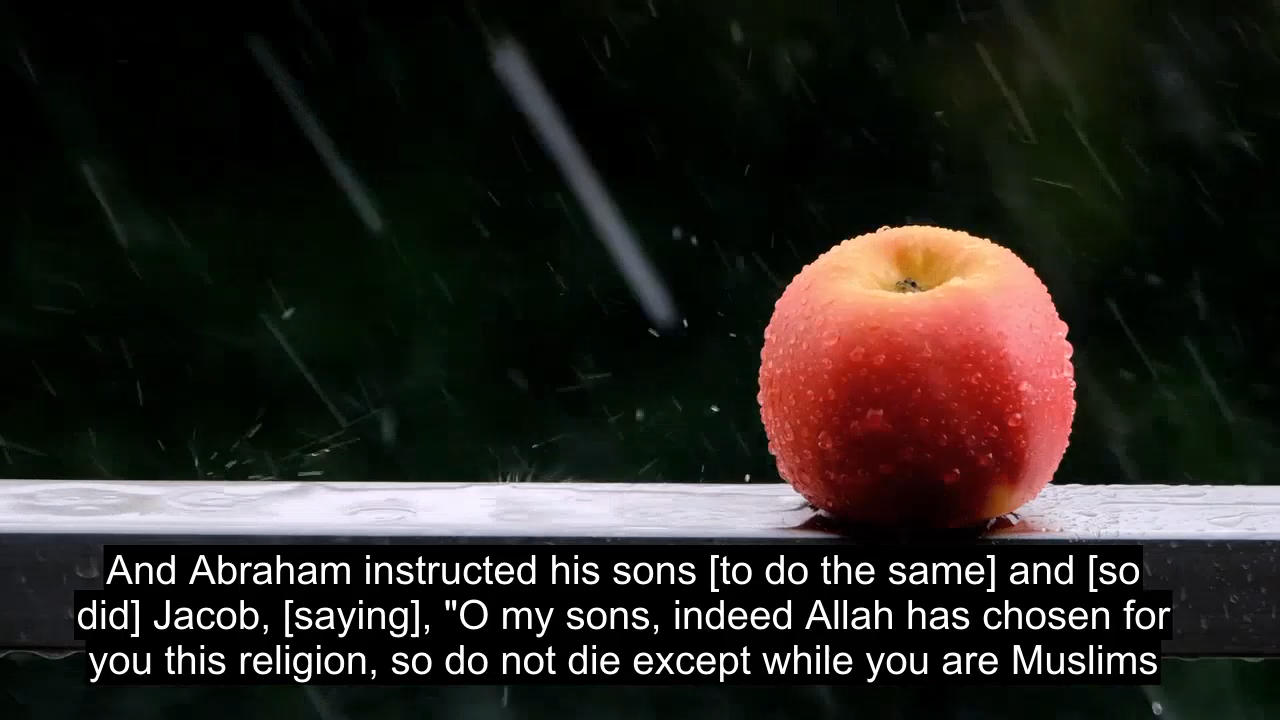 And Abraham instructed his sons [to do the same] and [so
did] Jacob, [saying], "O my sons, indeed Allah has chosen for
you this religion, so do not die except while you are Muslims